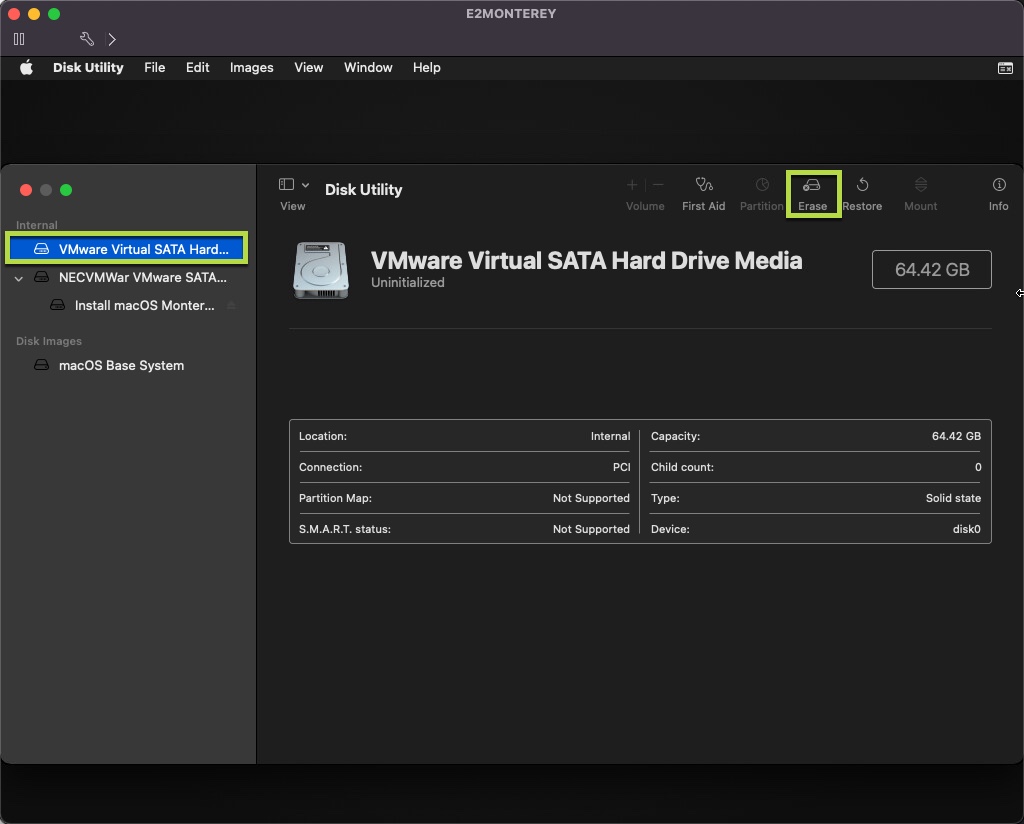 E2MONTEREY
Disk Utility File Edit Images View Window Help
View
Disk Utility
Volume First Aid Partition Erase Restore Mount Info
Internal
VMware Virtual SATA Hard...
NECVMWar VMware SATA...
Install macOS Monter...
Disk Images
macOS Base System
VMware Virtual SATA Hard Drive Media
Uninitialized
64.42 GB
Location: Internal
Connection: PCI
Partition Map: Not Supported
S.M.A.R.T. status: Not Supported
Capacity: 64.42 GB
Child count: 0
Type: Solid state
Device: disk0